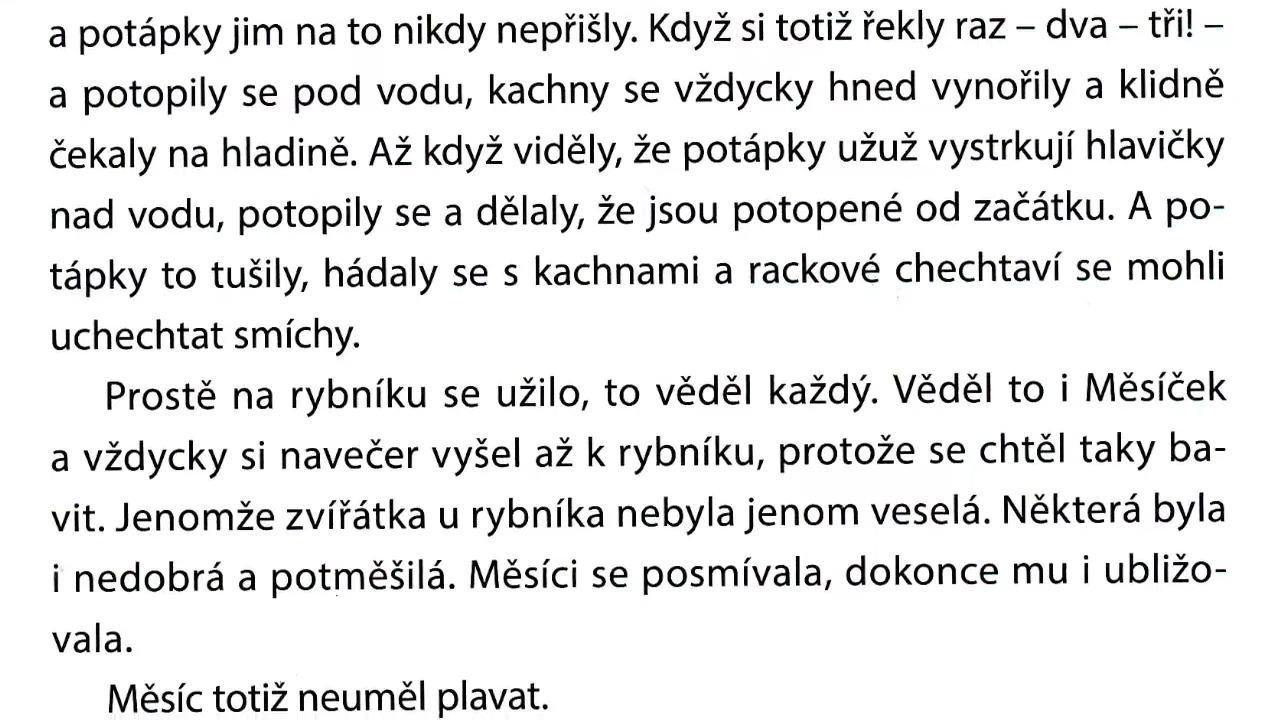 a potápky jim na to nikdy nepřišly. Když si totiž řekly raz – dva – tři! –
a potopily se pod vodu, kachny se vždycky hned vynořily a klidně
čekaly na hladině. Až když viděly, že potápky užuž vystrkují hlavičky
nad vodu, potopily se a dělaly, že jsou potopené od začátku. A po-
tápky to tušily, hádaly se s kachnami a rackové chechtaví se mohli
uchechtat smíchy.
Prostě na rybníku se užilo, to věděl každý. Věděl to i Měsíček
a vždycky si navečer vyšel až k rybníku, protože se chtěl taky ba-
vit. Jenomže zvířátka u rybníka nebyla jenom veselá. Některá byla
i nedobrá a potměšilá. Měsíci se posmívala, dokonce mu i ubližo-
vala.
Měsíc totiž neuměl plavat.